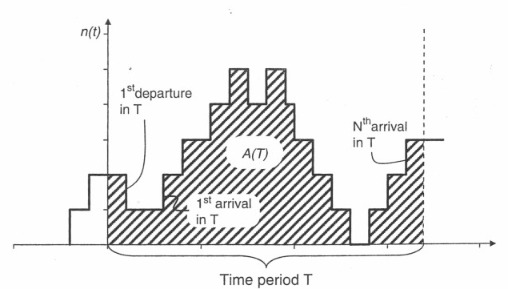 n(t)
1st departure
in T
Nth arrival
in T
A(T)
1st arrival
in T
Time period T